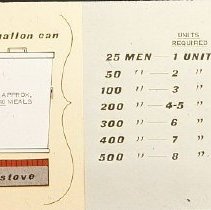 gallon can
APPROX.
MEALS
stove
UNITS
REQUIRED
25 MEN — 1 UNIT
50 " — 2 "
100 " — 3 "
200 " 4-5 "
300 " — 6 "
400 " — 7 "
500 " — 8 "